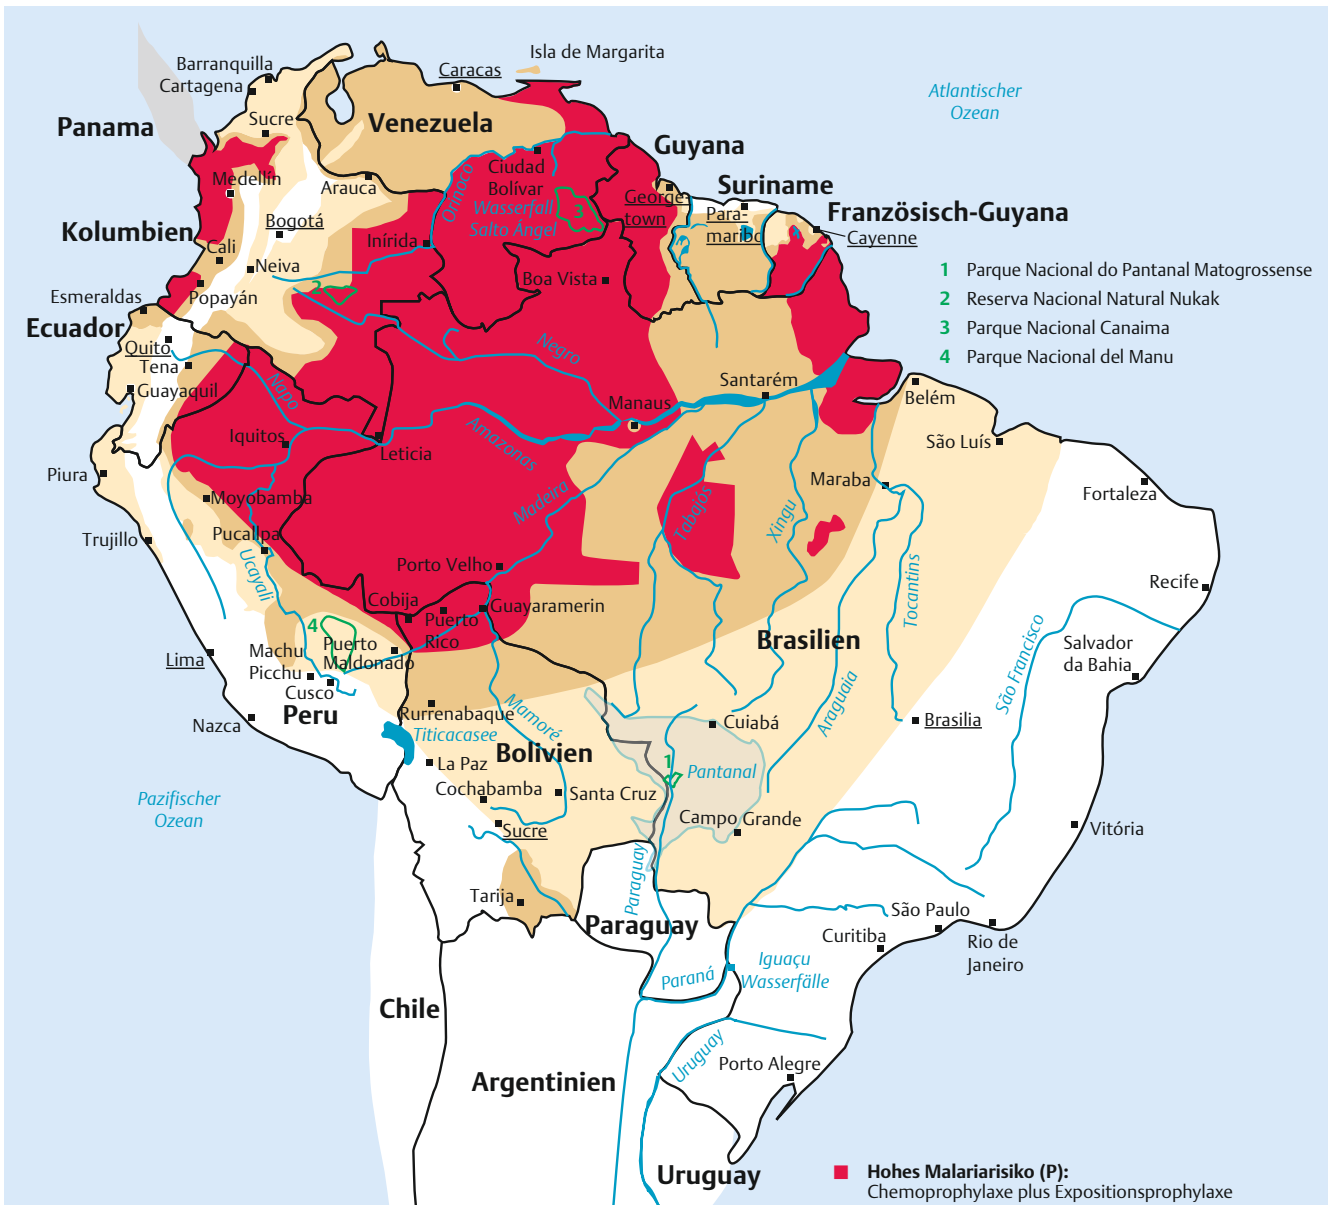 Isla de Margarita
Barranquilla
Caracas
Cartagena
Atlantischer
Ozean
Sucre
Panama
Venezuela
Guyana
Ciudad
Bolívar
Medellín
Arauca
Orinoco
Suriname
George-
town
Wasserfall
Salto Ángel
3
Para-
maribo
Französisch-Guyana
Bogotá
Kolumbien
Inírida
Cayenne
Cali
Neiva
Boa Vista
1 Parque Nacional do Pantanal Matogrossense
2 Reserva Nacional Natural Nukak
3 Parque Nacional Canaima
4 Parque Nacional del Manu
2
Esmeraldas
Popayán
Ecuador
Quito
Tena
Negro
Guayaquil
Napo
Santarém
Manaus
Belém
Iquitos
Amazonas
Leticia
São Luís
Piura
Moyobamba
Madeira
Tabajós
Xingu
Maraba
Fortaleza
Trujillo
Pucallpa
Ucayali
Porto Velho
Tocantins
Recife
Cobija
Guayaramerin
Puerto
Rico
4
Puerto
Maldonado
Brasilien
São Francisco
Salvador
da Bahia
Lima
Machu
Picchu
Cusco
Araguaia
Peru
Nazca
Rurrenabaque
Mamoré
Titicacasee
Cuiabá
Brasilia
Bolivien
La Paz
1
Pantanal
Pazifischer
Ozean
Cochabamba
Santa Cruz
Campo Grande
Sucre
Vitória
Paraguay
Tarija
Paraguay
São Paulo
Curitiba
Rio de
Janeiro
Iguaçu
Wasserfälle
Paraná
Chile
Uruguay
Porto Alegre
Argentinien
Uruguay
Hohes Malariarisiko (P):
Chemoprophylaxe plus Expositionsprophylaxe